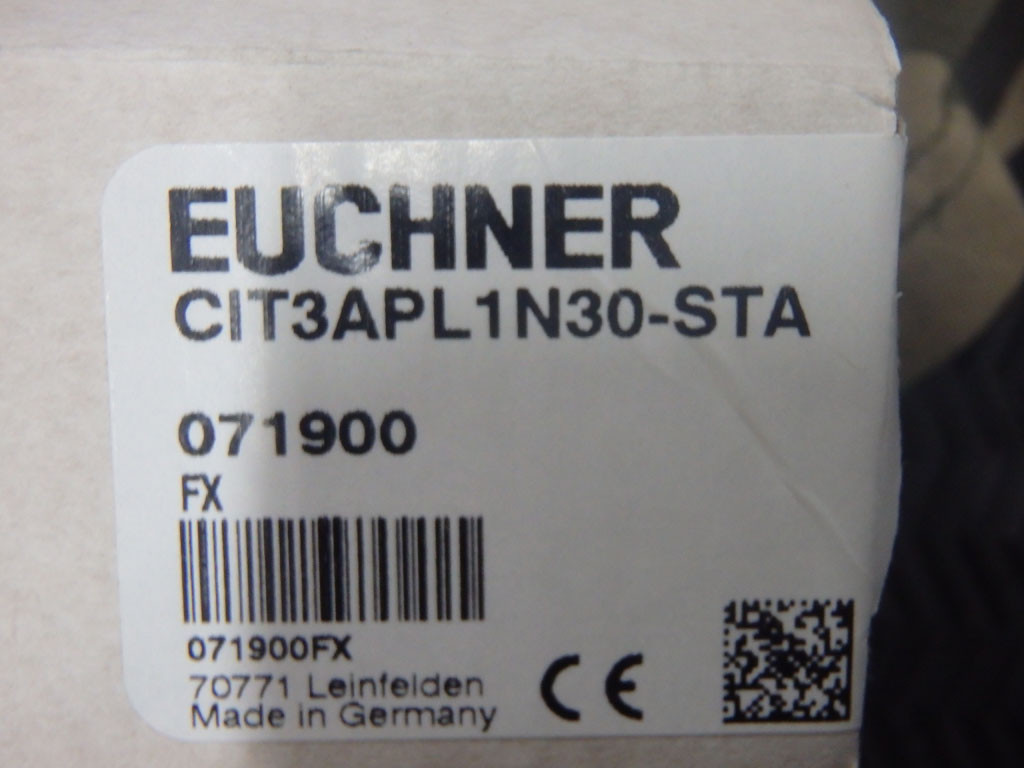 EUCHNER
CIT3APL1N30-STA
071900
FX
071900FX
70771 Leinfelden
Made in Germany
CE